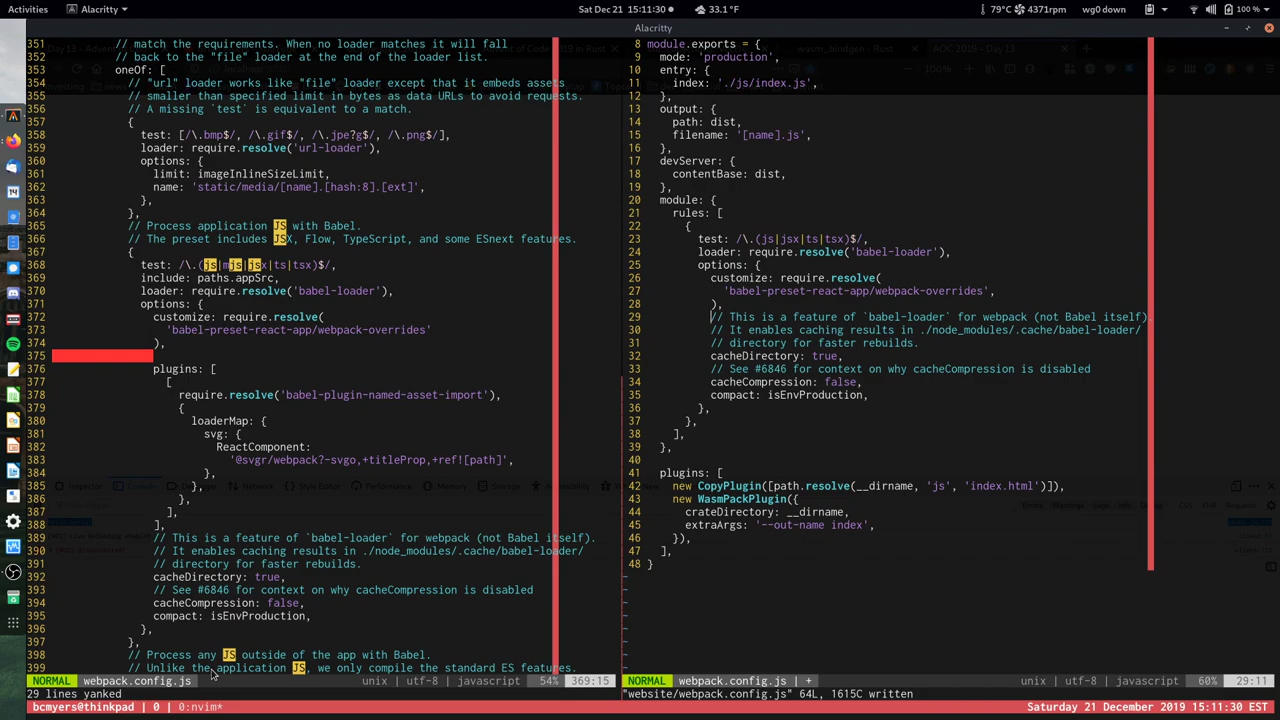 Activities Alacritty Sat Dec 21 15:11:30 33.1 °F 79°C 4371rpm wg0 down 100 %
Alacritty
351 // match the requirements. When no loader matches it will fall
352 // back to the "file" loader at the end of the loader list.
353 oneOf: [
354 // "url" loader works like "file" loader except that it embeds assets
355 // smaller than specified limit in bytes as data URLs to avoid requests.
356 // A missing `test` is equivalent to a match.
357 {
358 test: [/\.bmp$/, /\.gif$/, /\.jpe?g$/, /\.png$/],
359 loader: require.resolve('url-loader'),
360 options: {
361 limit: imageInlineSizeLimit,
362 name: 'static/media/[name].[hash:8].[ext]',
363 },
364 },
365 // Process application JS with Babel.
366 // The preset includes JSX, Flow, TypeScript, and some ESnext features.
367 {
368 test: /\.(js|mjs|jsx|ts|tsx)$/,
369 include: paths.appSrc,
370 loader: require.resolve('babel-loader'),
371 options: {
372 customize: require.resolve(
373 'babel-preset-react-app/webpack-overrides'
374 ),
375
376 plugins: [
377 [
378 require.resolve('babel-plugin-named-asset-import'),
379 {
380 loaderMap: {
381 svg: {
382 ReactComponent:
383 '@svgr/webpack?-svgo,+titleProp,+ref![path]',
384 },
385 },
386 },
387 ],
388 ],
389 // This is a feature of `babel-loader` for webpack (not Babel itself).
390 // It enables caching results in ./node_modules/.cache/babel-loader/
391 // directory for faster rebuilds.
392 cacheDirectory: true,
393 // See #6846 for context on why cacheCompression is disabled
394 cacheCompression: false,
395 compact: isEnvProduction,
396 },
397 },
398 // Process any JS outside of the app with Babel.
399 // Unlike the application JS, we only compile the standard ES features.
NORMAL webpack.config.js unix | utf-8 | javascript 54% 369:15
29 lines yanked
8 module.exports = {
9 mode: 'production',
10 entry: {
11 index: './js/index.js',
12 },
13 output: {
14 path: dist,
15 filename: '[name].js',
16 },
17 devServer: {
18 contentBase: dist,
19 },
20 module: {
21 rules: [
22 {
23 test: /\.(js|jsx|ts|tsx)$/,
24 loader: require.resolve('babel-loader'),
25 options: {
26 customize: require.resolve(
27 'babel-preset-react-app/webpack-overrides',
28 ),
29 // This is a feature of `babel-loader` for webpack (not Babel itself).
30 // It enables caching results in ./node_modules/.cache/babel-loader/
31 // directory for faster rebuilds.
32 cacheDirectory: true,
33 // See #6846 for context on why cacheCompression is disabled
34 cacheCompression: false,
35 compact: isEnvProduction,
36 },
37 },
38 ],
39 },
40
41 plugins: [
42 new CopyPlugin([path.resolve(__dirname, 'js', 'index.html')]),
43 new WasmPackPlugin({
44 crateDirectory: __dirname,
45 extraArgs: '--out-name index',
46 }),
47 ],
48 }
NORMAL webpack.config.js | + unix | utf-8 | javascript 60% 29:11
"website/webpack.config.js" 64L, 1615C written
bcmyers@thinkpad | 0 | 0:nvim* Saturday 21 December 2019 15:11:30 EST